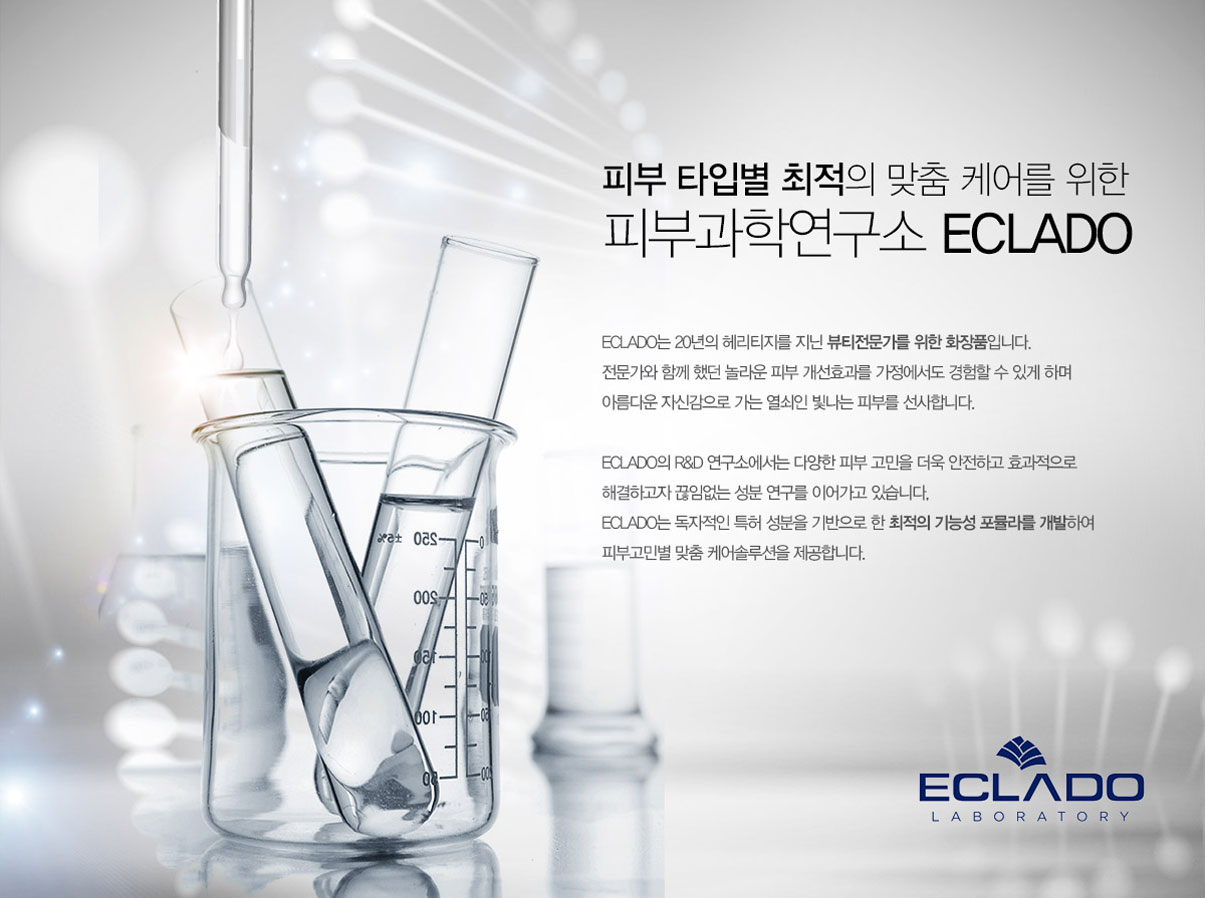 피부 타입별 최적의 맞춤 케어를 위한
피부과학연구소 ECLADO
ECLADO는 20년의 헤리티지를 지닌 뷰티전문가를 위한 화장품입니다.
전문가와 함께 했던 놀라운 피부 개선효과를 가정에서도 경험할 수 있게 하며
아름다운 자신감으로 가는 열쇠인 빛나는 피부를 선사합니다.
ECLADO의 R&D 연구소에서는 다양한 피부 고민을 더욱 안전하고 효과적으로
해결하고자 끊임없는 성분 연구를 이어가고 있습니다.
ECLADO는 독자적인 특허 성분을 기반으로 한 최적의 기능성 포뮬라를 개발하여
피부고민별 맞춤 케어솔루션을 제공합니다.
±5% 250
200
150
100
ECLADO
LABORATORY